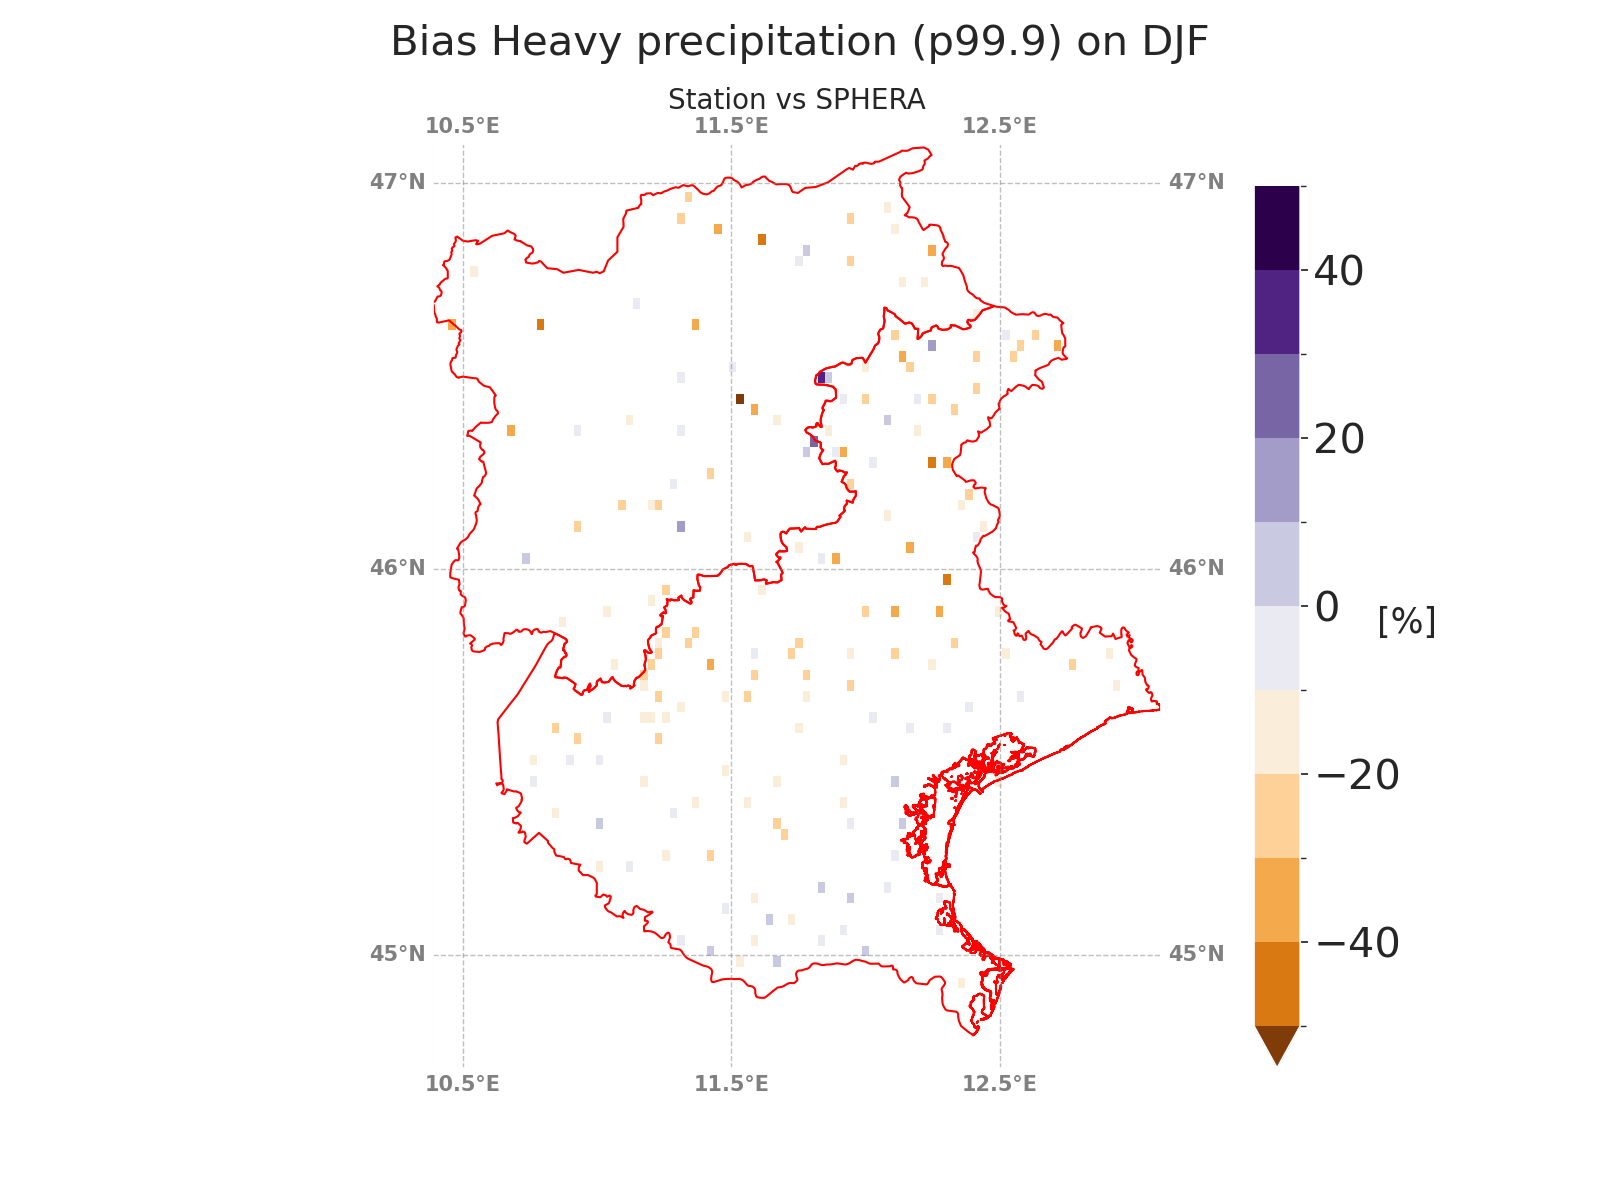 Bias Heavy precipitation (p99.9) on DJF
Station vs SPHERA
10.5°E 11.5°E 12.5°E
47°N 47°N
40
20
46°N 46°N
0 [%]
−20
−40
45°N 45°N
10.5°E 11.5°E 12.5°E